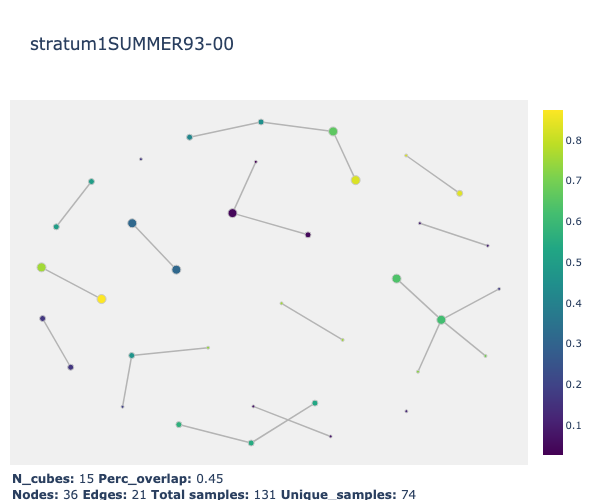 stratum1SUMMER93-00
0.8
0.7
0.6
0.5
0.4
0.3
0.2
0.1
N_cubes: 15 Perc_overlap: 0.45
Nodes: 36 Edges: 21 Total samples: 131 Unique_samples: 74